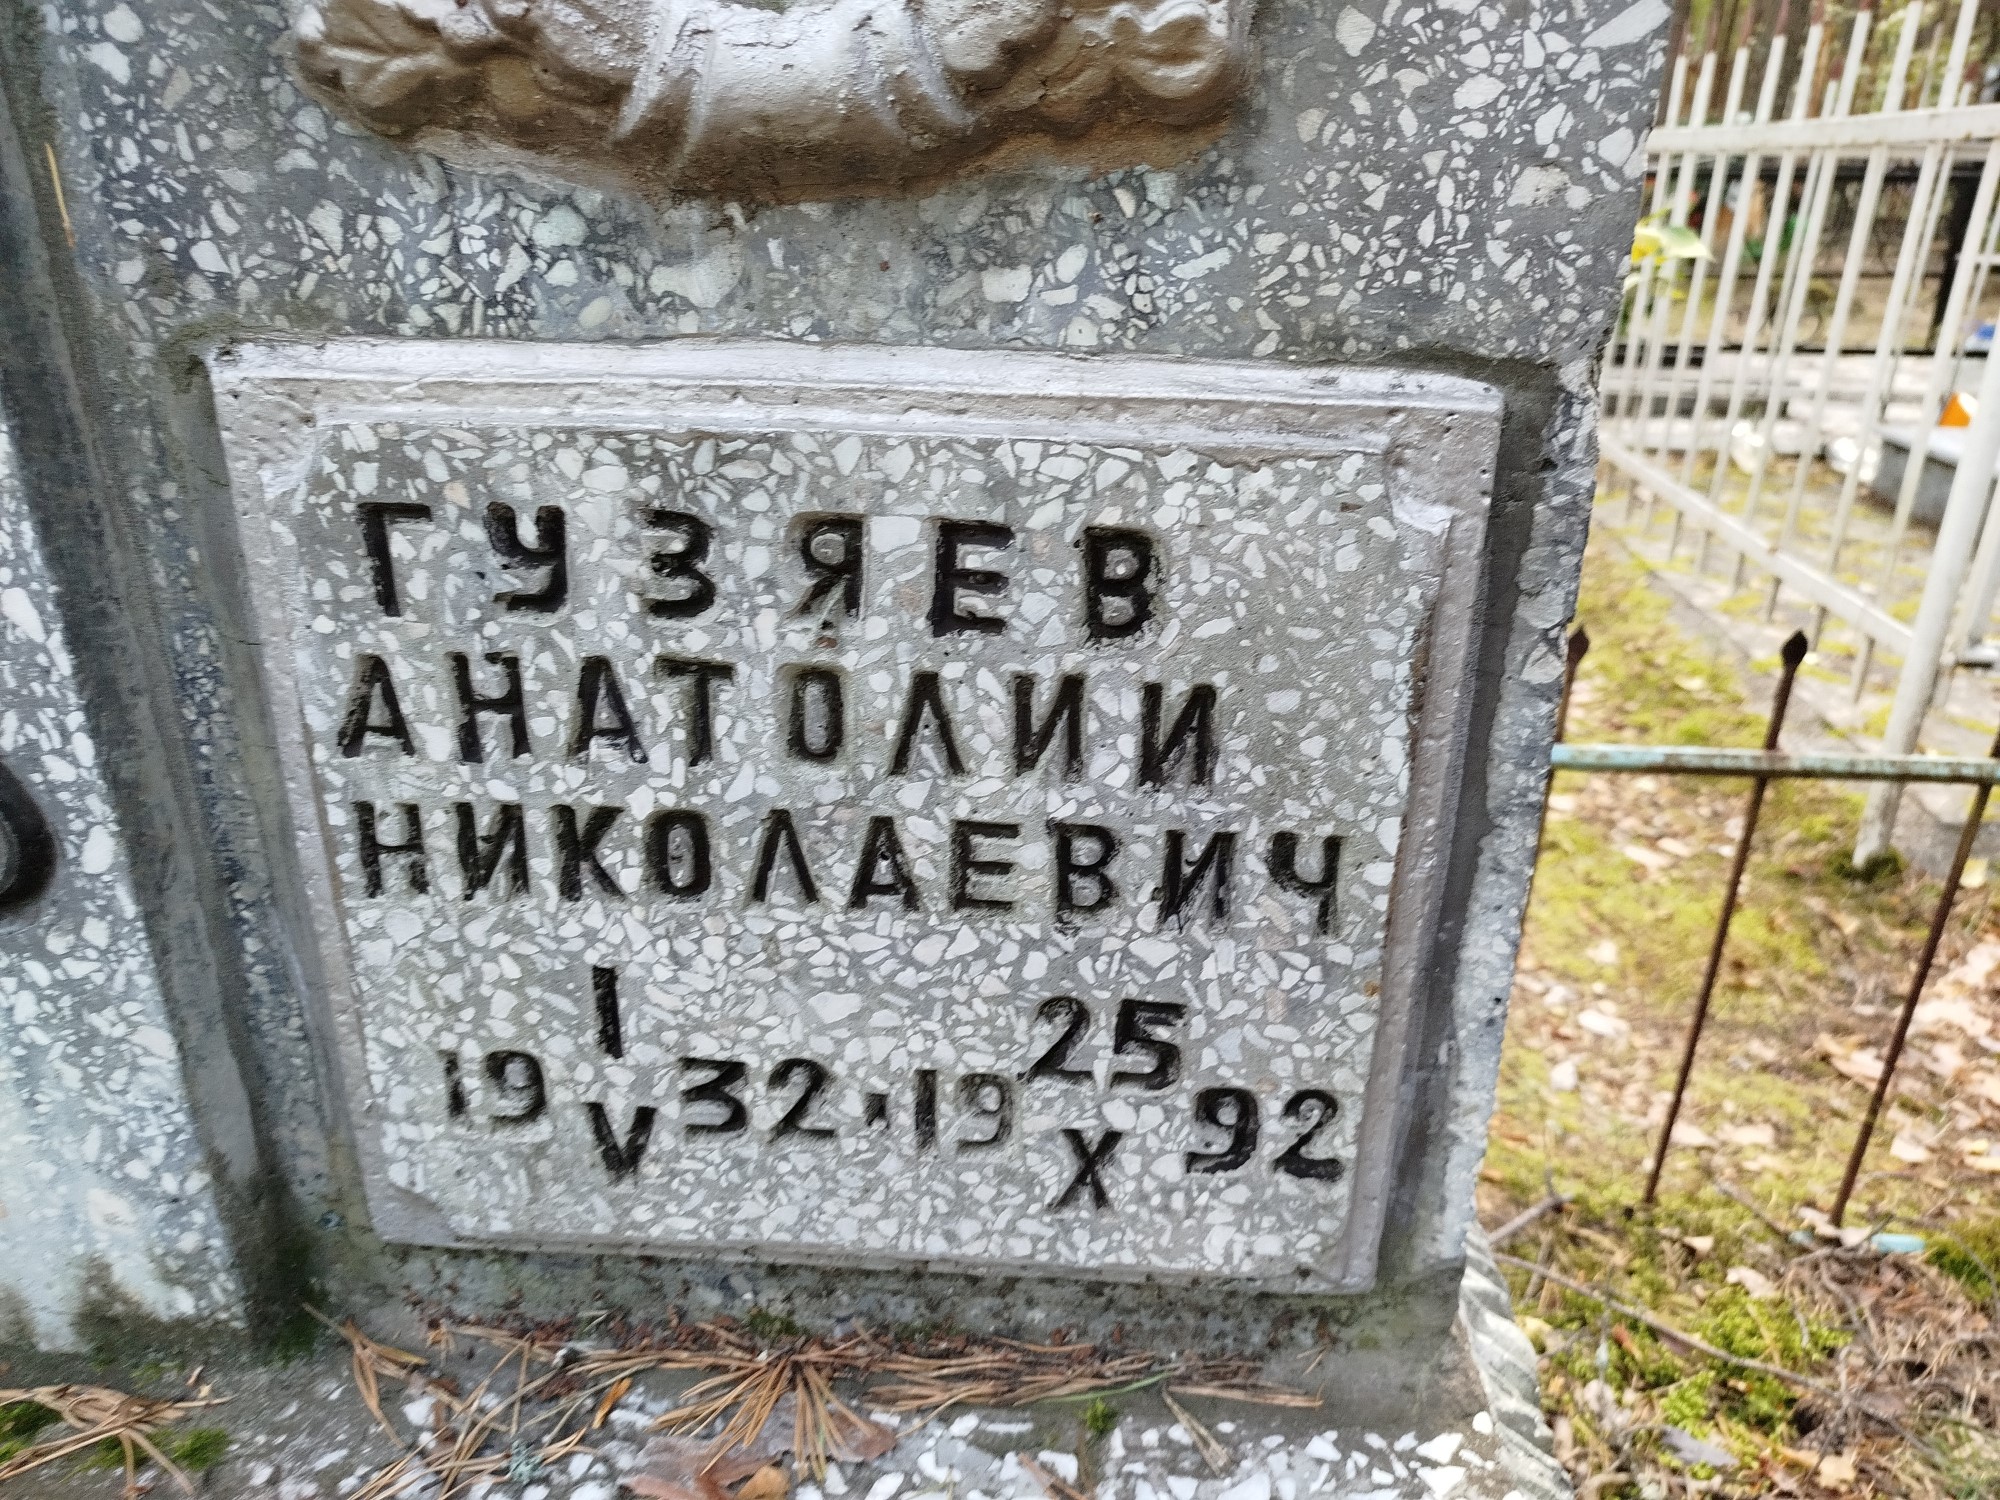 ГУЗЯЕВ
АНАТОЛИИ
НИКОЛАЕВИЧ
I 25
19 32 • 19 92
V X